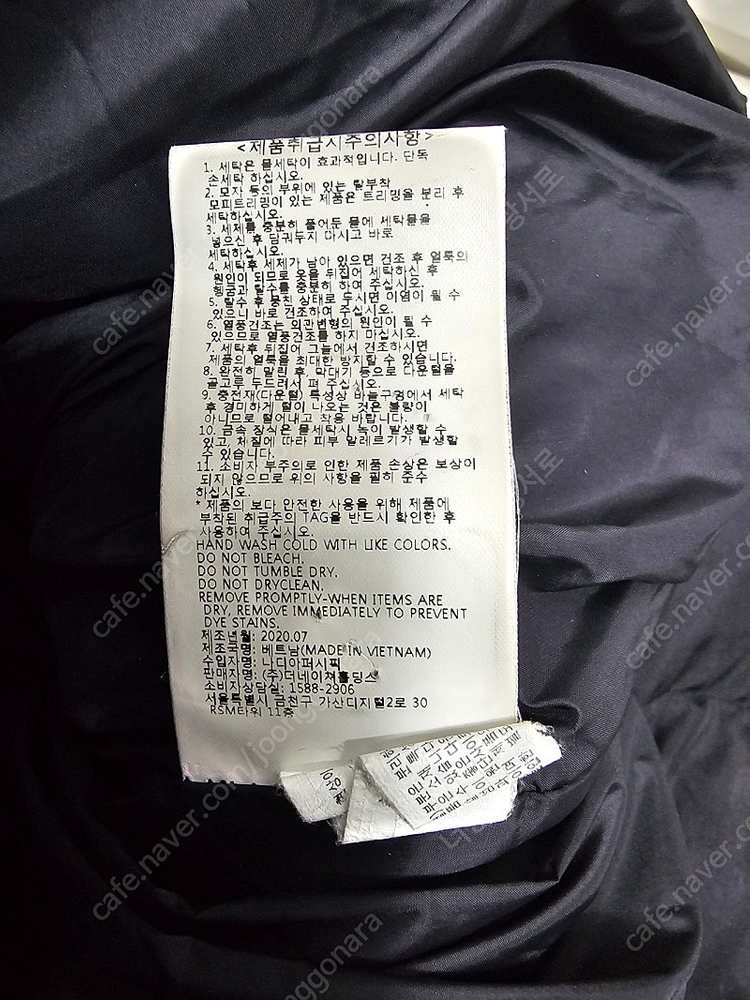 <제품취급시주의사항>
1. 세탁은 물세탁이 효과적입니다. 단독
손세탁 하십시오.
2. 모자 등의 부위에 있는 탈부착
모피트리밍이 있는 제품은 트리밍을 분리 후
세탁하십시오.
3. 세제를 충분히 풀어둔 물에 세탁물을
넣으신 후 담궈두지 마시고 바로
세탁하십시오.
4. 세탁후 세제가 남아 있으면 건조 후 얼룩의
원인이 되므로 옷을 뒤집어 세탁하신 후
헹굼과 탈수를 충분히 하여 주십시오.
5. 탈수 후 뭉친 상태로 두시면 이염이 될 수
있으니 바로 건조하여 주십시오.
6. 열풍건조는 외관변형의 원인이 될 수
있으므로 열풍건조를 하지 마십시오.
7. 세탁후 뒤집어 그늘에서 건조하시면
제품의 얼룩을 최대한 방지할 수 있습니다.
8. 완전히 말린 후, 막대기 등으로 다운털을
골고루 두드려서 펴 주십시오.
9. 충전재(다운털) 특성상 바늘구멍에서 세탁
후 경미하게 털이 나오는 것은 불량이
아니므로 털어내고 착용 바랍니다.
10. 금속 장식은 물세탁시 녹이 발생할 수
있고, 체질에 따라 피부 알레르기가 발생할
수 있습니다.
11. 소비자 부주의로 인한 제품 손상은 보상이
되지 않으므로 위의 사항을 필히 준수
하십시오.
* 제품의 보다 안전한 사용을 위해 제품에
부착된 취급주의 TAG을 반드시 확인한 후
사용하여 주십시오.
HAND WASH COLD WITH LIKE COLORS.
DO NOT BLEACH.
DO NOT TUMBLE DRY.
DO NOT DRYCLEAN.
REMOVE PROMPTLY-WHEN ITEMS ARE
DRY, REMOVE IMMEDIATELY TO PREVENT
DYE STAINS.
제조년월: 2020.07
제조국명: 베트남(MADE IN VIETNAM)
수입자명: 나디아퍼시픽
판매자명: (주)더네이쳐홀딩스
소비자상담실: 1588-2906
서울특별시 금천구 가산디지털2로 30
RSM타워 11층
cafe.naver.com/joonggonara